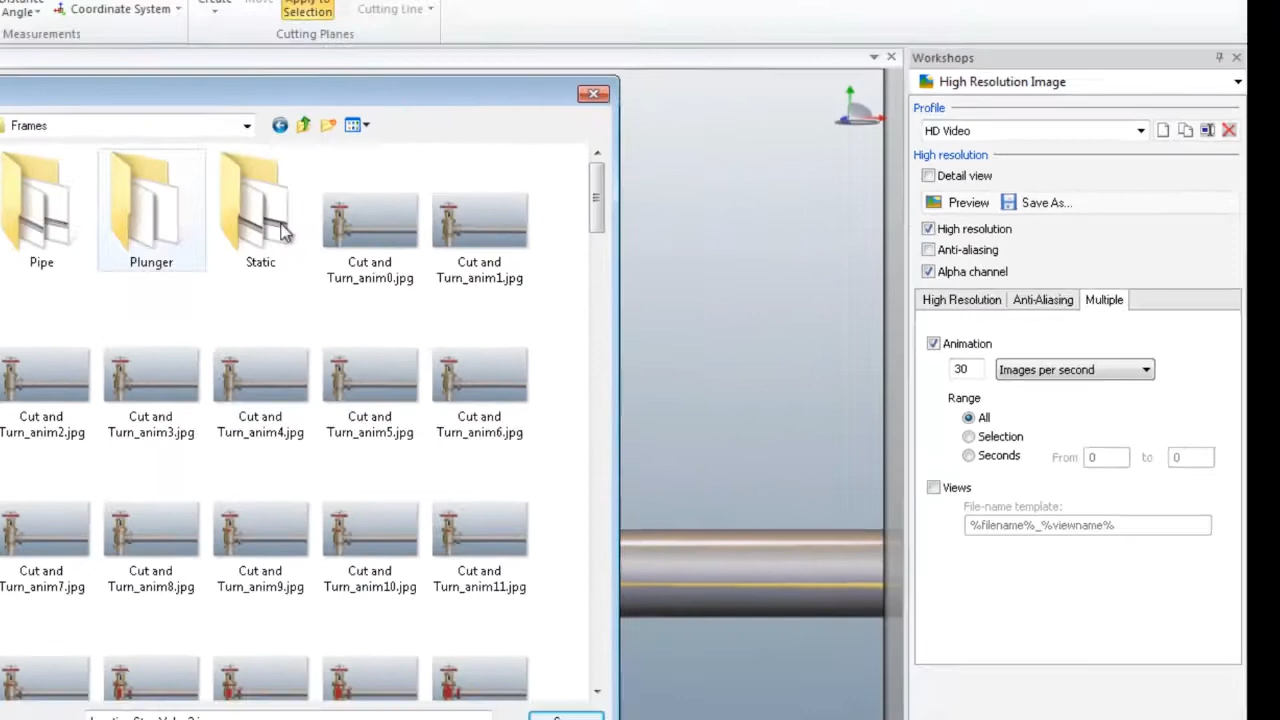 Angle
Coordinate System
Create
Apply to
Selection
Cutting Line
Measurements
Cutting Planes
Workshops
High Resolution Image
Profile
HD Video
High resolution
Detail view
Preview
Save As...
High resolution
Anti-aliasing
Alpha channel
High Resolution
Anti-Aliasing
Multiple
Animation
30
Images per second
Range
All
Selection
Seconds
From
0
to
0
Views
File-name template:
%filename%_%viewname%
Frames
Pipe
Plunger
Static
Cut and
Turn_anim0.jpg
Cut and
Turn_anim1.jpg
Cut and
Turn_anim2.jpg
Cut and
Turn_anim3.jpg
Cut and
Turn_anim4.jpg
Cut and
Turn_anim5.jpg
Cut and
Turn_anim6.jpg
Cut and
Turn_anim7.jpg
Cut and
Turn_anim8.jpg
Cut and
Turn_anim9.jpg
Cut and
Turn_anim10.jpg
Cut and
Turn_anim11.jpg